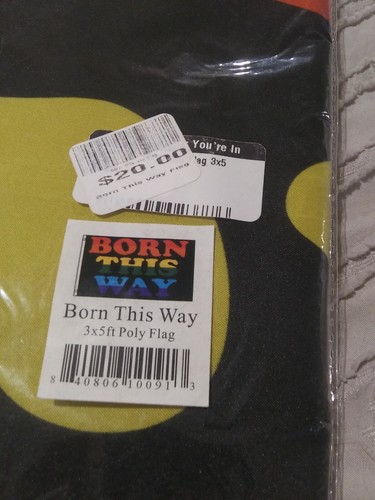 You're In
Flag 3x5
$20.00
Born This Way Flag
BORN
THIS
WAY
Born This Way
3x5ft Poly Flag
8 40806 10091 3